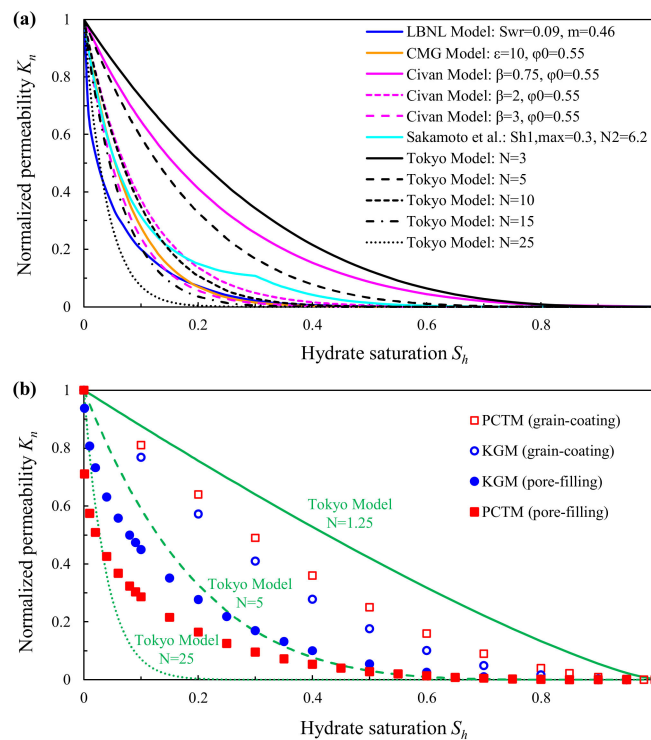 (a)
1
0.8
0.6
0.4
0.2
0
Normalized permeability Kn
LBNL Model: Swr=0.09, m=0.46
CMG Model: ε=10, φ0=0.55
Civan Model: β=0.75, φ0=0.55
Civan Model: β=2, φ0=0.55
Civan Model: β=3, φ0=0.55
Sakamoto et al.: Sh1,max=0.3, N2=6.2
Tokyo Model: N=3
Tokyo Model: N=5
Tokyo Model: N=10
Tokyo Model: N=15
Tokyo Model: N=25
0 0.2 0.4 0.6 0.8
Hydrate saturation Sh
(b)
1
0.8
0.6
0.4
0.2
0
Normalized permeability Kn
PCTM (grain-coating)
KGM (grain-coating)
KGM (pore-filling)
PCTM (pore-filling)
Tokyo Model
N=1.25
Tokyo Model
N=5
Tokyo Model
N=25
0 0.2 0.4 0.6 0.8
Hydrate saturation Sh